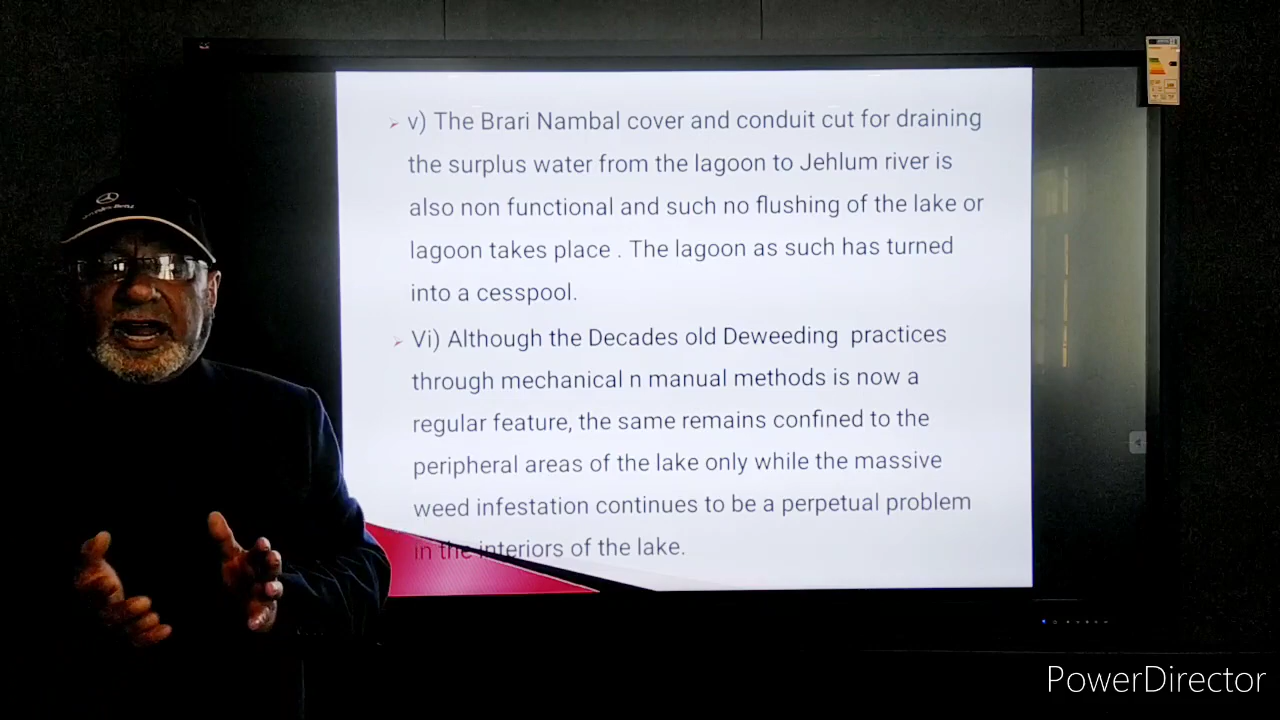 v) The Brari Nambal cover and conduit cut for draining
the surplus water from the lagoon to Jehlum river is
also non functional and such no flushing of the lake or
lagoon takes place . The lagoon as such has turned
into a cesspool.
Vi) Although the Decades old Deweeding practices
through mechanical n manual methods is now a
regular feature, the same remains confined to the
peripheral areas of the lake only while the massive
weed infestation continues to be a perpetual problem
in the interiors of the lake.
PowerDirector